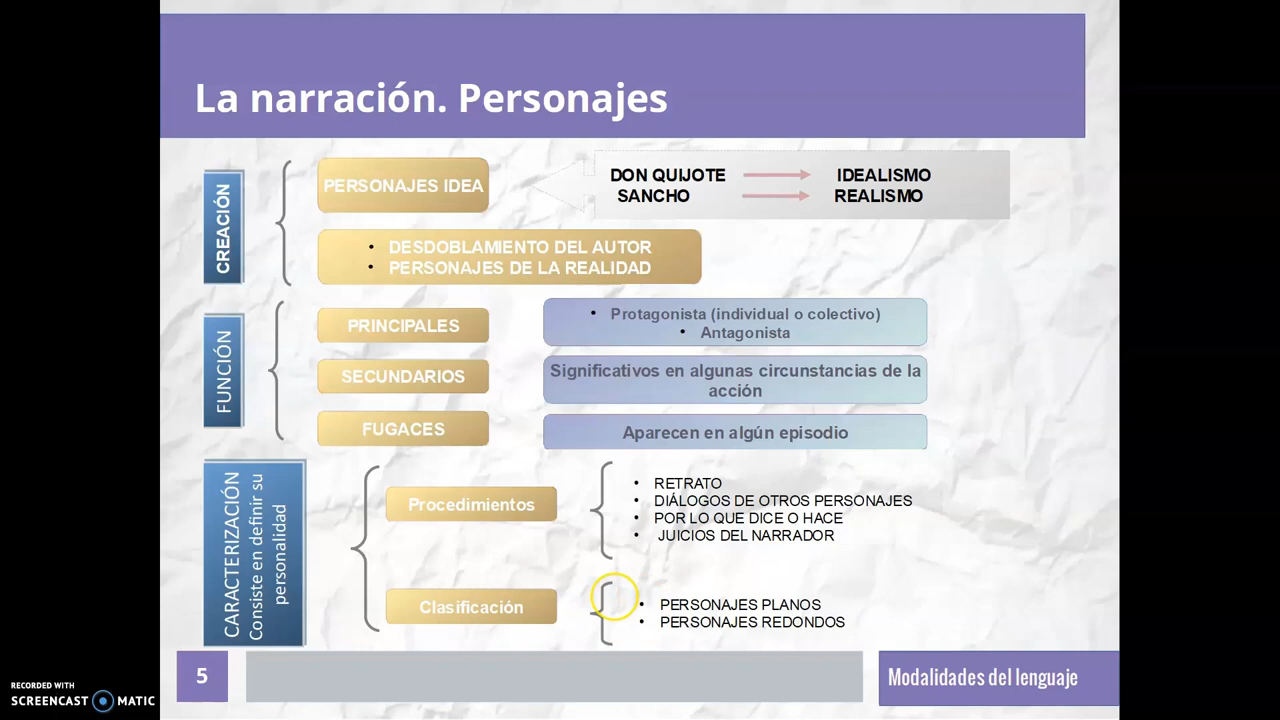 La narración. Personajes
CREACIÓN
PERSONAJES IDEA
DON QUIJOTE IDEALISMO
SANCHO REALISMO
• DESDOBLAMIENTO DEL AUTOR
• PERSONAJES DE LA REALIDAD
FUNCIÓN
PRINCIPALES
• Protagonista (individual o colectivo)
• Antagonista
SECUNDARIOS
Significativos en algunas circunstancias de la
acción
FUGACES
Aparecen en algún episodio
CARACTERIZACIÓN
Consiste en definir su
personalidad
Procedimientos
• RETRATO
• DIÁLOGOS DE OTROS PERSONAJES
• POR LO QUE DICE O HACE
• JUICIOS DEL NARRADOR
Clasificación
• PERSONAJES PLANOS
• PERSONAJES REDONDOS
5
Modalidades del lenguaje
RECORDED WITH
SCREENCAST MATIC